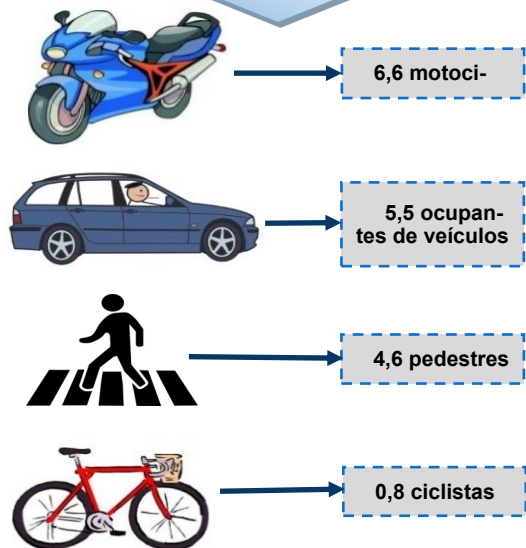 6,6 motoci-
5,5 ocupan-
tes de veículos
4,6 pedestres
0,8 ciclistas